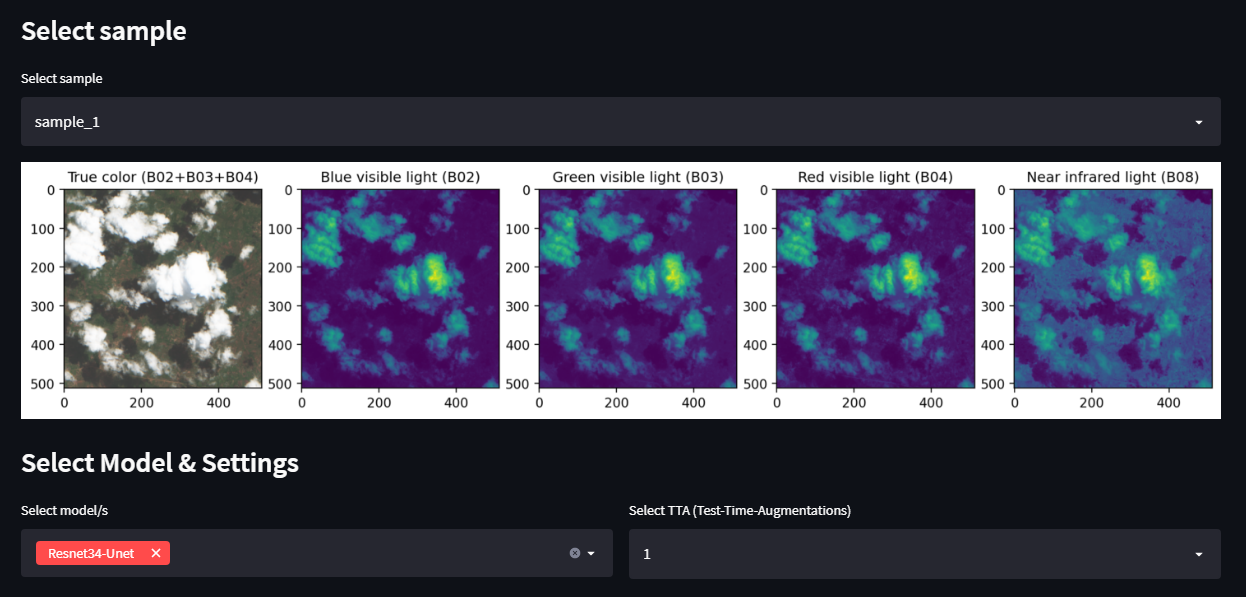 Select sample
Select sample
sample_1
True color (B02+B03+B04) Blue visible light (B02) Green visible light (B03) Red visible light (B04) Near infrared light (B08)
0 0 0 0 0
100 100 100 100 100
200 200 200 200 200
300 300 300 300 300
400 400 400 400 400
500 500 500 500 500
0 200 400 0 200 400 0 200 400 0 200 400 0 200 400
Select Model & Settings
Select model/s Select TTA (Test-Time-Augmentations)
Resnet34-Unet 1